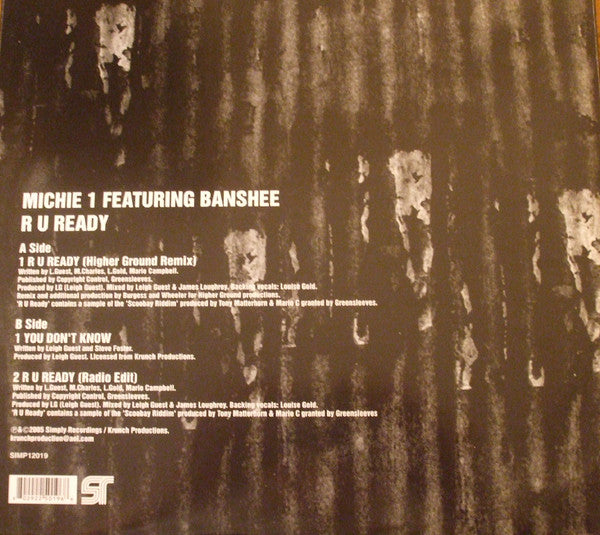 MICHIE 1 FEATURING BANSHEE
R U READY
A Side
1 R U READY (Higher Ground Remix)
Written by L.Guest, M.Charles, L.Gold, Mario Campbell.
Published by Copyright Control, Greensleeves.
Produced by LG (Leigh Guest). Mixed by Leigh Guest & James Loughrey. Backing vocals: Louise Gold.
Remix and additional production by Burgess and Wheeler for Higher Ground productions.
'R U Ready' contains a sample of the 'Scoobay Riddim' produced by Tony Matterhorn & Mario C granted by Greensleeves.
B Side
1 YOU DON'T KNOW
Written by Leigh Guest and Steve Foster.
Produced by Leigh Guest. Licensed from Krunch Productions.
2 R U READY (Radio Edit)
Written by L.Guest, M.Charles, L.Gold, Mario Campbell.
Published by Copyright Control, Greensleeves.
Produced by LG (Leigh Guest). Mixed by Leigh Guest & James Loughrey. Backing vocals: Louise Gold.
'R U Ready' contains a sample of the 'Scoobay Riddim' produced by Tony Matterhorn & Mario C granted by Greensleeves
℗&©2005 Simply Recordings / Krunch Productions.
krunchproduction@aol.com
SIMP12019
ST